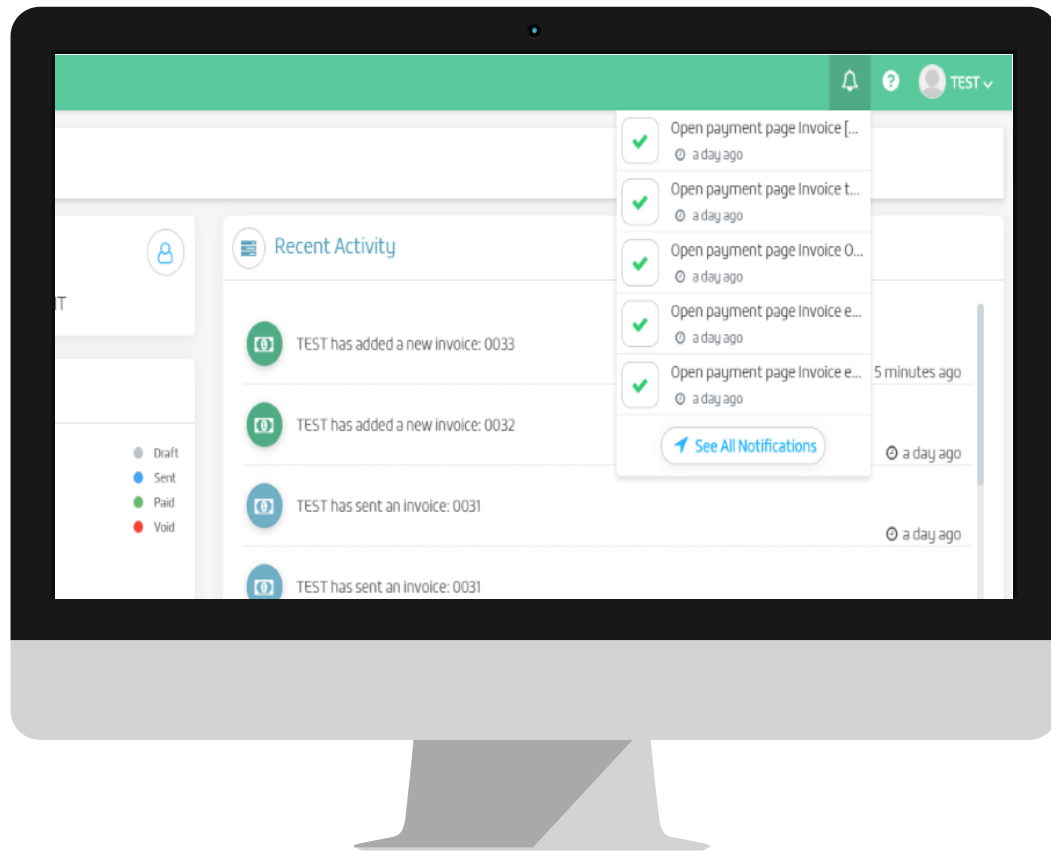 TEST
Open payment page Invoice [...
a day ago
Open payment page Invoice t...
a day ago
Open payment page Invoice O...
a day ago
Open payment page Invoice e...
a day ago
Open payment page Invoice e...
a day ago
See All Notifications
IT
Draft
Sent
Paid
Void
Recent Activity
TEST has added a new invoice: 0033
5 minutes ago
TEST has added a new invoice: 0032
a day ago
TEST has sent an invoice: 0031
a day ago
TEST has sent an invoice: 0031